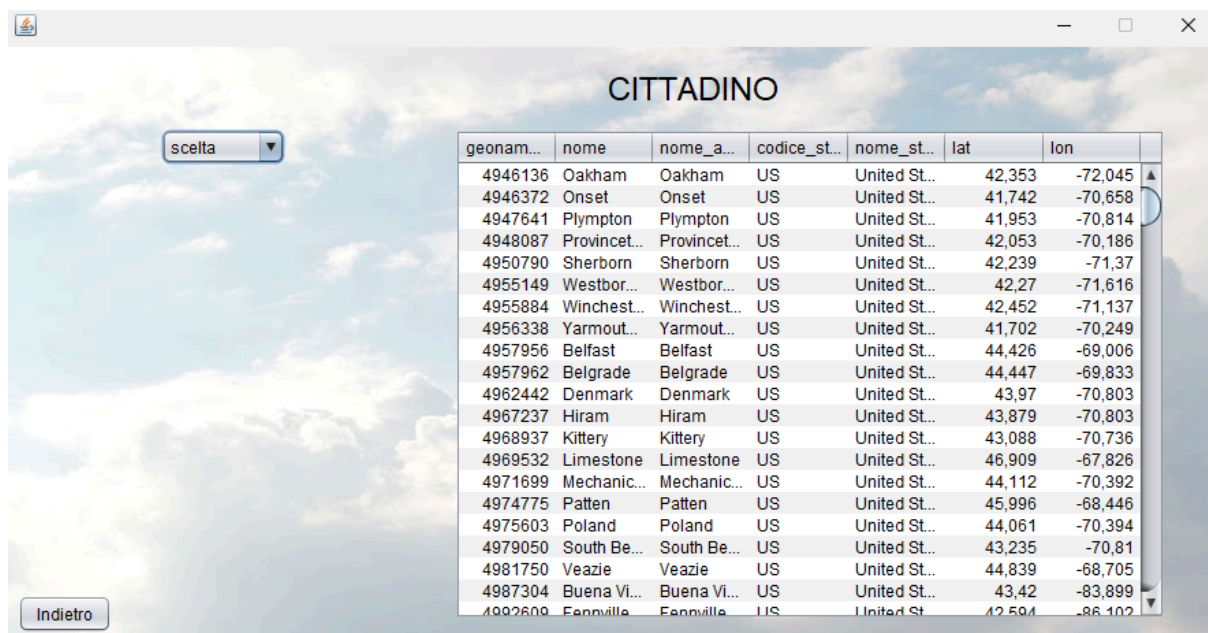 CITTADINO
scelta
geonam... nome nome_a... codice_st... nome_st... lat lon
4946136 Oakham Oakham US United St... 42,353 -72,045
4946372 Onset Onset US United St... 41,742 -70,658
4947641 Plympton Plympton US United St... 41,953 -70,814
4948087 Provincet... Provincet... US United St... 42,053 -70,186
4950790 Sherborn Sherborn US United St... 42,239 -71,37
4955149 Westbor... Westbor... US United St... 42,27 -71,616
4955884 Winchest... Winchest... US United St... 42,452 -71,137
4956338 Yarmout... Yarmout... US United St... 41,702 -70,249
4957956 Belfast Belfast US United St... 44,426 -69,006
4957962 Belgrade Belgrade US United St... 44,447 -69,833
4962442 Denmark Denmark US United St... 43,97 -70,803
4967237 Hiram Hiram US United St... 43,879 -70,803
4968937 Kittery Kittery US United St... 43,088 -70,736
4969532 Limestone Limestone US United St... 46,909 -67,826
4971699 Mechanic... Mechanic... US United St... 44,112 -70,392
4974775 Patten Patten US United St... 45,996 -68,446
4975603 Poland Poland US United St... 44,061 -70,394
4979050 South Be... South Be... US United St... 43,235 -70,81
4981750 Veazie Veazie US United St... 44,839 -68,705
4987304 Buena Vi... Buena Vi... US United St... 43,42 -83,899
4992609 Fennville Fennville US United St... 42,594 -86,102
Indietro